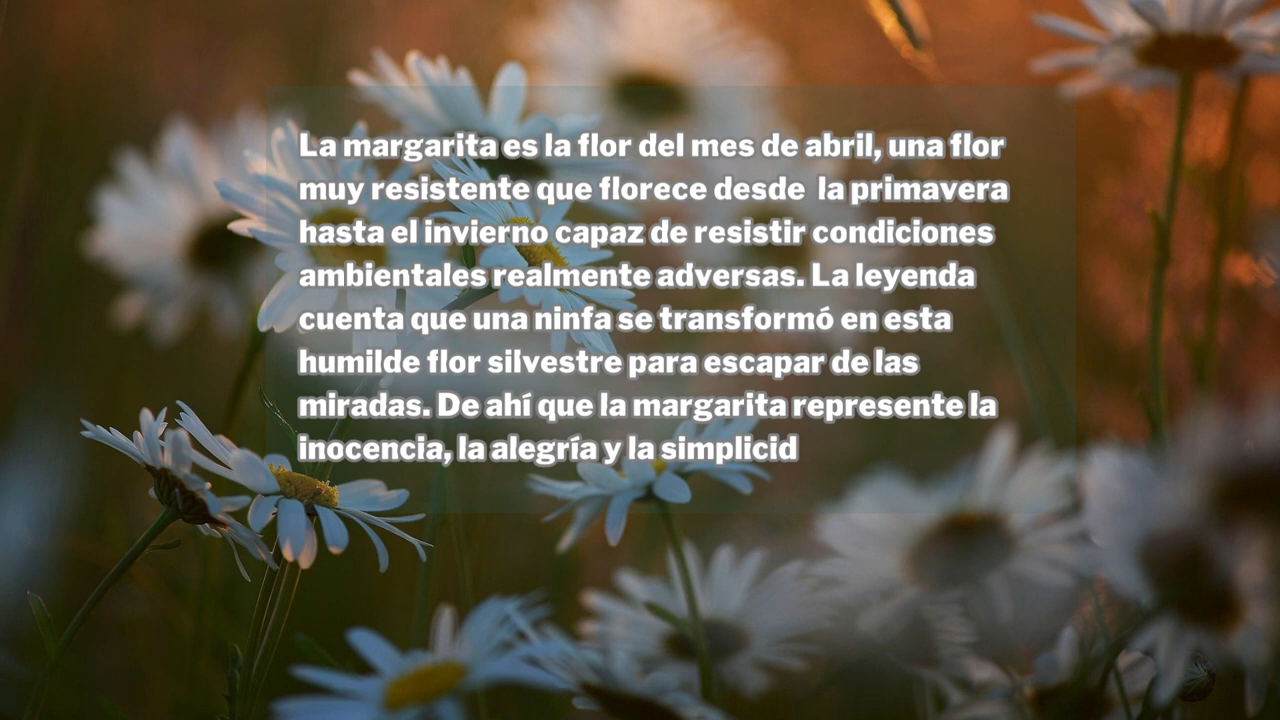 La margarita es la flor del mes de abril, una flor
muy resistente que florece desde  la primavera
hasta el invierno capaz de resistir condiciones
ambientales realmente adversas. La leyenda
cuenta que una ninfa se transformó en esta
humilde flor silvestre para escapar de las
miradas. De ahí que la margarita represente la
inocencia, la alegría y la simplicid